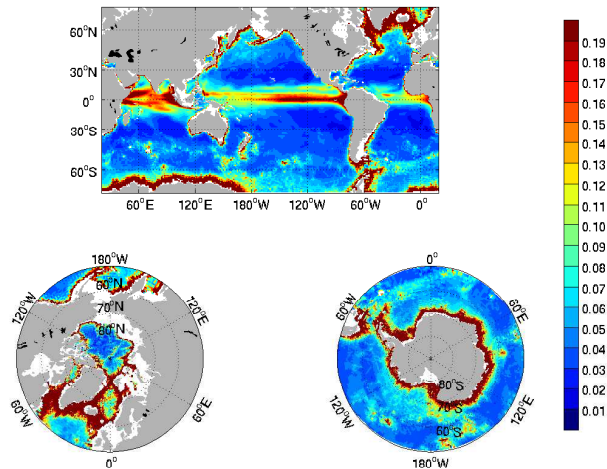 60°N
30°N
0°
30°S
60°S
60°E
120°E
180°W
120°W
60°W
0°
0.19
0.18
0.17
0.16
0.15
0.14
0.13
0.12
0.11
0.10
0.09
0.08
0.07
0.06
0.05
0.04
0.03
0.02
0.01
180°W
120°W
120°E
60°N
70°N
80°N
60°W
60°E
0°
0°
60°W
60°E
120°W
120°E
80°S
70°S
60°S
180°W